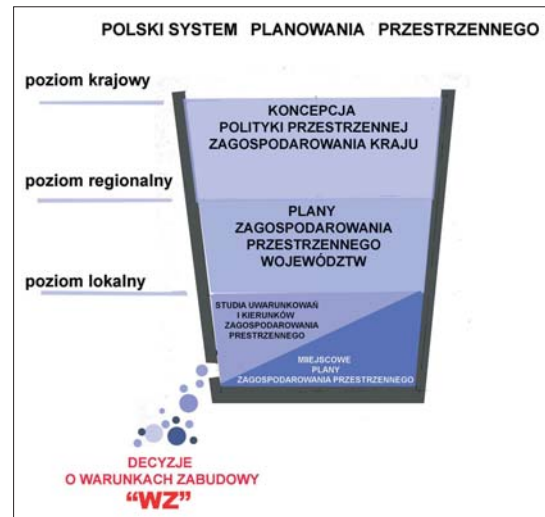 POLSKI SYSTEM PLANOWANIA PRZESTRZENNEGO
poziom krajowy
KONCEPCJA
POLITYKI PRZESTRZENNEJ
ZAGOSPODAROWANIA KRAJU
poziom regionalny
PLANY
ZAGOSPODAROWANIA
PRZESTRZENNEGO
WOJEWÓDZTW
poziom lokalny
STUDIA UWARUNKOWAŃ
I KIERUNKÓW
ZAGOSPODAROWANIA
PRESTRZENNEGO
MIEJSCOWE
PLANY
ZAGOSPODAROWANIA PRZESTRZENNEGO
DECYZJE
O WARUNKACH ZABUDOWY
“WZ”